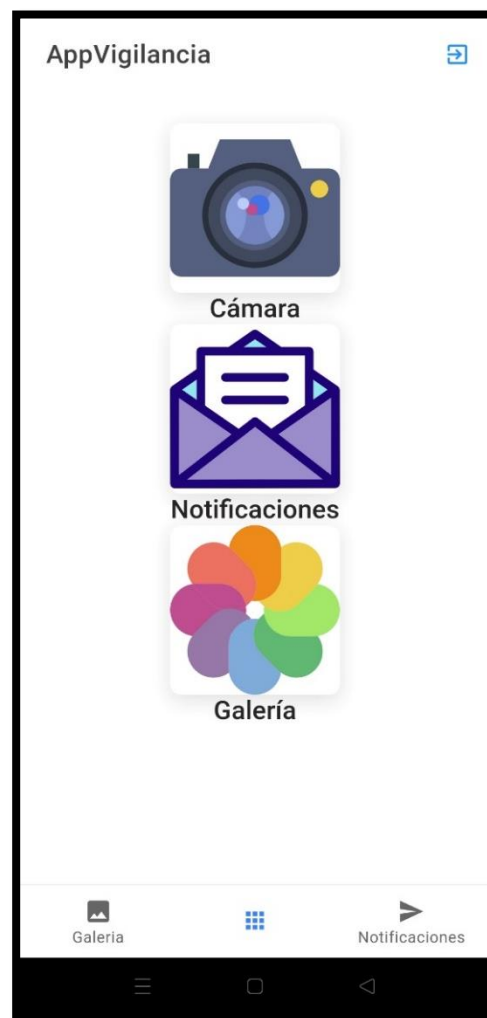 AppVigilancia
Cámara
Notificaciones
Galería
Galeria
Notificaciones